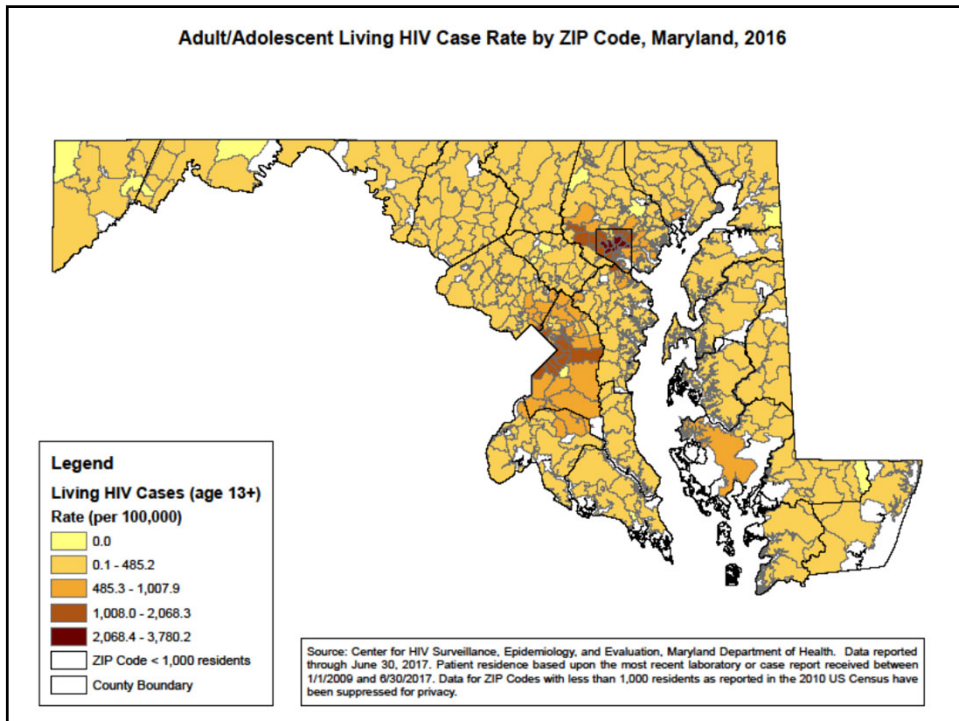 Adult/Adolescent Living HIV Case Rate by ZIP Code, Maryland, 2016
Legend
Living HIV Cases (age 13+)
Rate (per 100,000)
0.0
0.1 - 485.2
485.3 - 1,007.9
1,008.0 - 2,068.3
2,068.4 - 3,780.2
ZIP Code < 1,000 residents
County Boundary
Source: Center for HIV Surveillance, Epidemiology, and Evaluation, Maryland Department of Health. Data reported
through June 30, 2017. Patient residence based upon the most recent laboratory or case report received between
1/1/2009 and 6/30/2017. Data for ZIP Codes with less than 1,000 residents as reported in the 2010 US Census have
been suppressed for privacy.